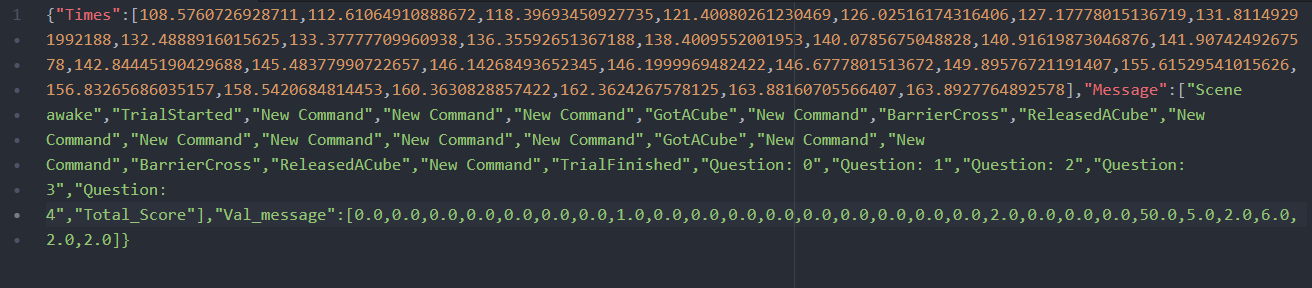 1 {"Times":[108.5760726928711,112.61064910888672,118.39693450927735,121.40080261230469,126.02516174316406,127.17778015136719,131.8114929
1992188,132.4888916015625,133.37777709960938,136.35592651367188,138.4009552001953,140.0785675048828,140.91619873046876,141.907424926757
78,142.84445190429688,145.48377990722657,146.14268493652345,146.1999969482422,146.6777801513672,149.89576721191407,155.61529541015626,
156.83265686035157,158.5420684814453,160.3630828857422,162.3624267578125,163.88160705566407,163.8927764892578],"Message":["Scene
awake","TrialStarted","New Command","New Command","New Command","GotACube","New Command","BarrierCross","ReleasedACube","New
Command","New Command","New Command","New Command","GotACube","New Command","New
Command","BarrierCross","ReleasedACube","New Command","TrialFinished","Question: 0","Question: 1","Question: 2","Question:
3","Question:
4","Total_Score"],"Val_message":[0.0,0.0,0.0,0.0,0.0,0.0,0.0,1.0,0.0,0.0,0.0,0.0,0.0,0.0,0.0,0.0,0.0,2.0,0.0,0.0,0.0,50.0,5.0,2.0,6.0,
2.0,2.0]}